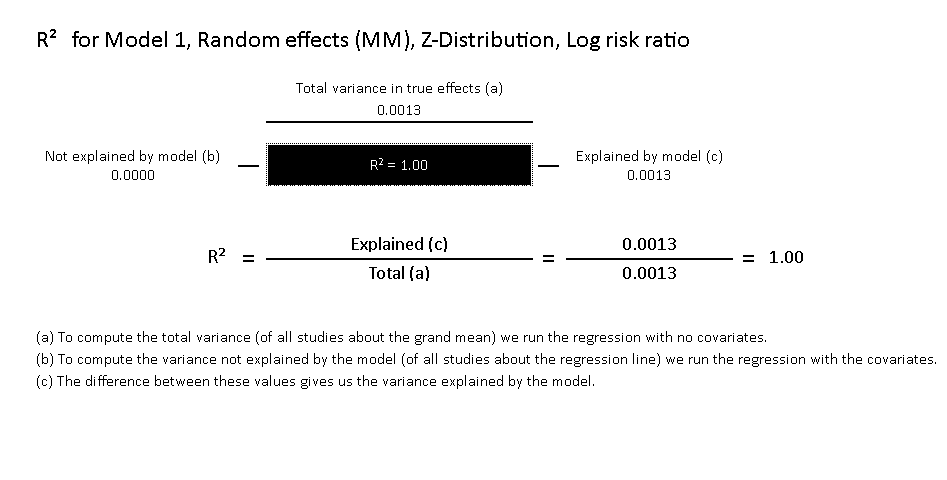 R² for Model 1, Random effects (MM), Z-Distribution, Log risk ratio
Total variance in true effects (a)
0.0013
Not explained by model (b)
0.0000
R² = 1.00
Explained by model (c)
0.0013
R² = Explained (c) / Total (a) = 0.0013 / 0.0013 = 1.00
(a) To compute the total variance (of all studies about the grand mean) we run the regression with no covariates.
(b) To compute the variance not explained by the model (of all studies about the regression line) we run the regression with the covariates.
(c) The difference between these values gives us the variance explained by the model.